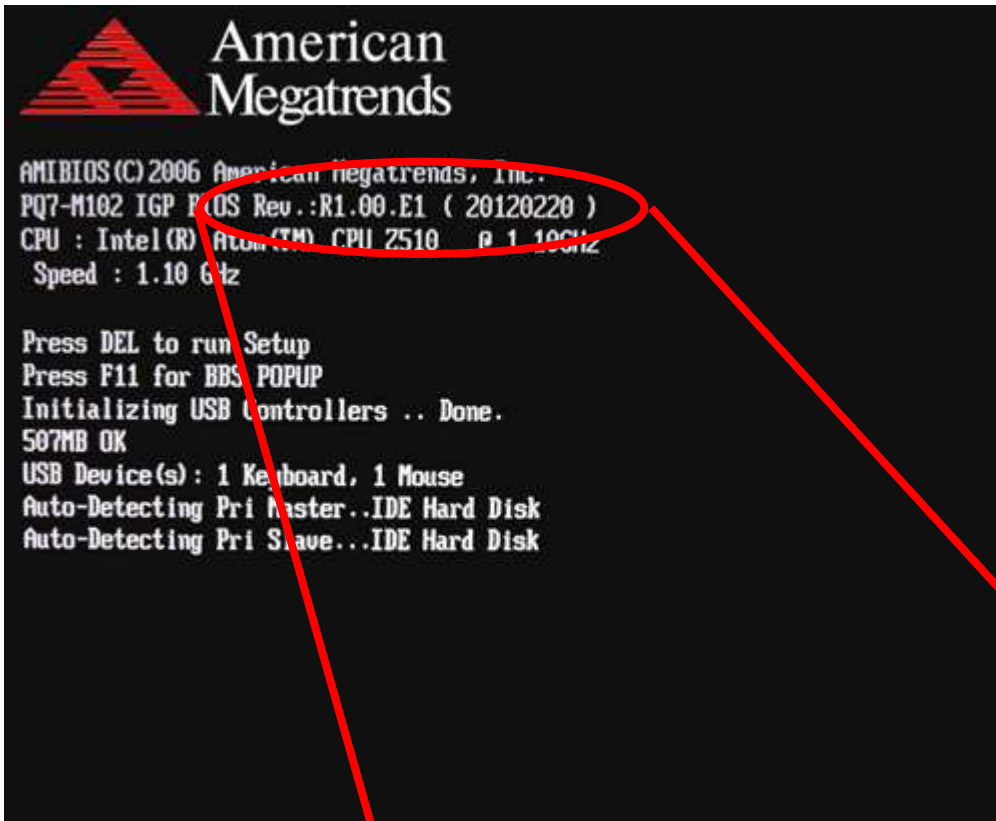 American
Megatrends
AMIBIOS(C)2006 American Megatrends, Inc.
PQ7-M102 IGP BIOS Rev.:R1.00.E1 ( 20120220 )
CPU : Intel(R) Atom(TM) CPU Z510 @ 1.10GHz
Speed : 1.10 GHz
Press DEL to run Setup
Press F11 for BBS POPUP
Initializing USB Controllers .. Done.
507MB OK
USB Device(s): 1 Keyboard, 1 Mouse
Auto-Detecting Pri Master..IDE Hard Disk
Auto-Detecting Pri Slave...IDE Hard Disk